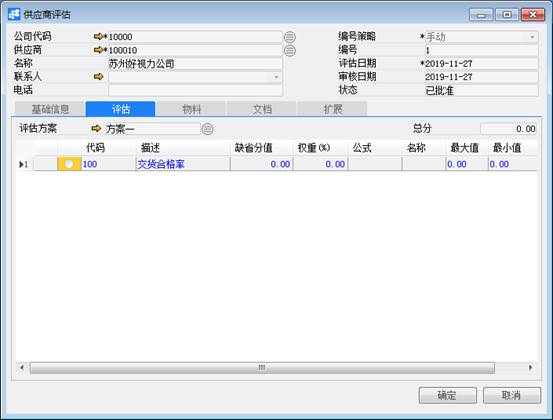 供应商评估
公司代码 *10000 编号策略 *手动
供应商 *100010 编号 1
名称 苏州好视力公司 评估日期 *2019-11-27
联系人 审核日期 2019-11-27
电话 状态 已批准
基础信息 评估 物料 文档 扩展
评估方案 方案一 总分 0.00
代码 描述 缺省分值 权重(%) 公式 名称 最大值 最小值
1 100 交货合格率 0.00 0.00 0.00 0.00
确定 取消